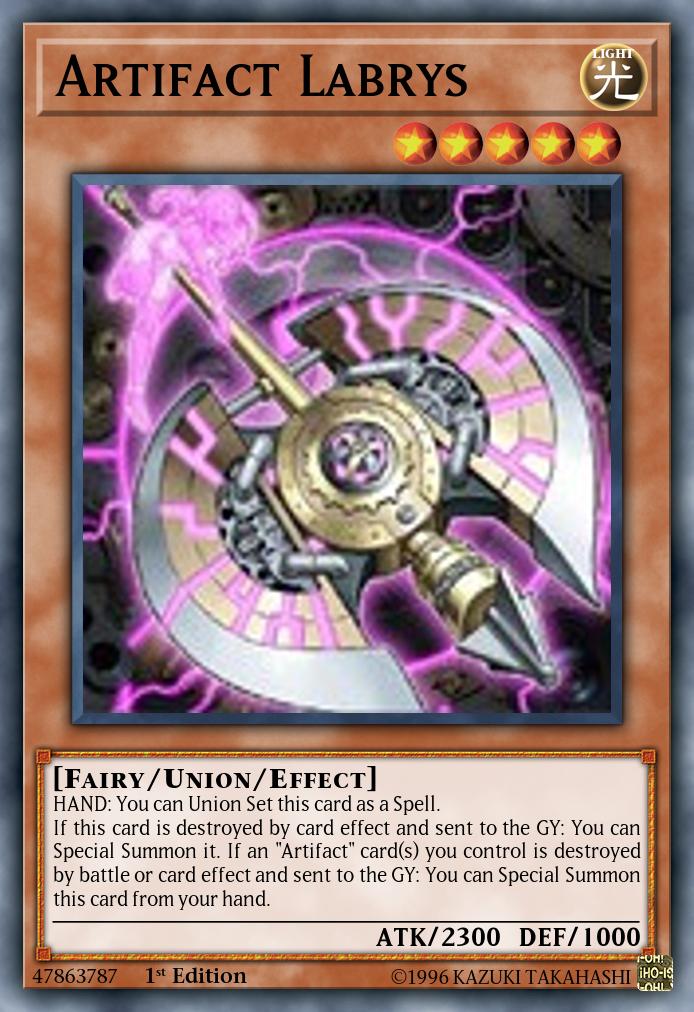 Artifact Labrys
LIGHT
光
[Fairy/Union/Effect]
HAND: You can Union Set this card as a Spell.
If this card is destroyed by card effect and sent to the GY: You can
Special Summon it. If an "Artifact" card(s) you control is destroyed
by battle or card effect and sent to the GY: You can Special Summon
this card from your hand.
ATK/2300 DEF/1000
47863787 1st Edition ©1996 KAZUKI TAKAHASHI